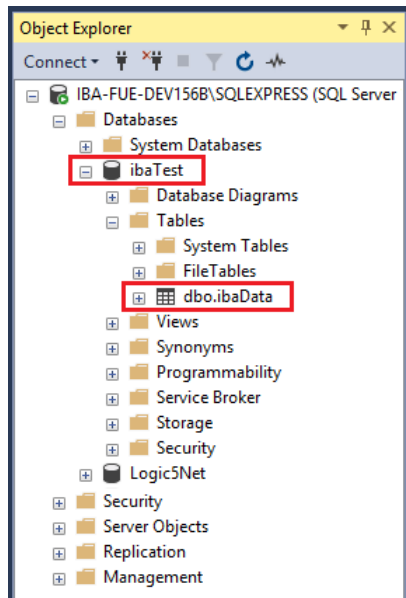 Object Explorer
Connect
IBA-FUE-DEV156B\SQLEXPRESS (SQL Server
Databases
System Databases
ibaTest
Database Diagrams
Tables
System Tables
FileTables
dbo.ibaData
Views
Synonyms
Programmability
Service Broker
Storage
Security
Logic5Net
Security
Server Objects
Replication
Management